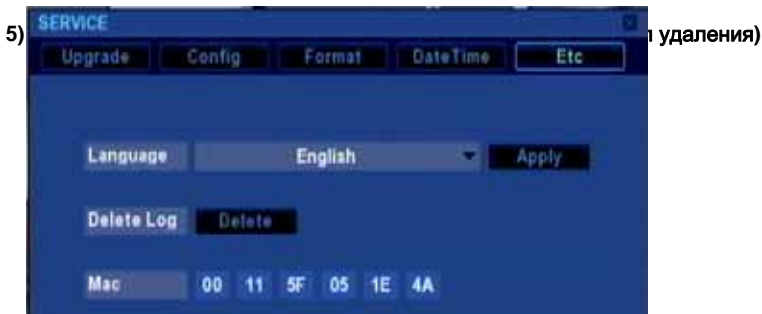 SERVICE
5) удаления)
Upgrade Config Format DateTime Etc
Language English Apply
Delete Log Delete
Mac 00 11 5F 05 1E 4A